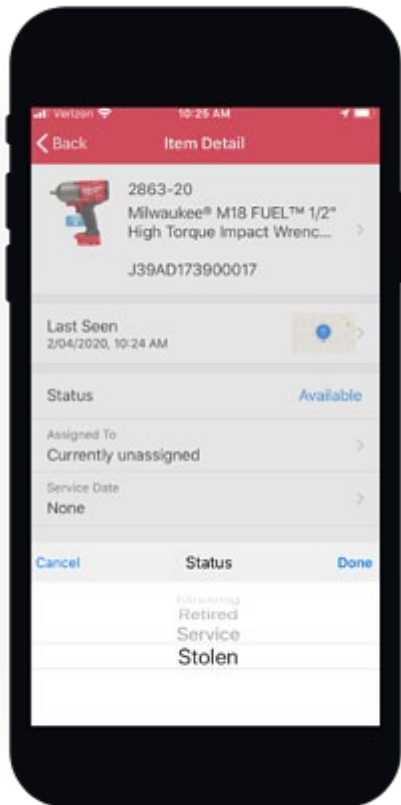 Verizon 10:25 AM
Back Item Detail
2863-20
Milwaukee® M18 FUEL™ 1/2"
High Torque Impact Wrenc...
J39AD173900017
Last Seen
2/04/2020, 10:24 AM
Status Available
Assigned To
Currently unassigned
Service Date
None
Cancel Status Done
Missing
Retired
Service
Stolen